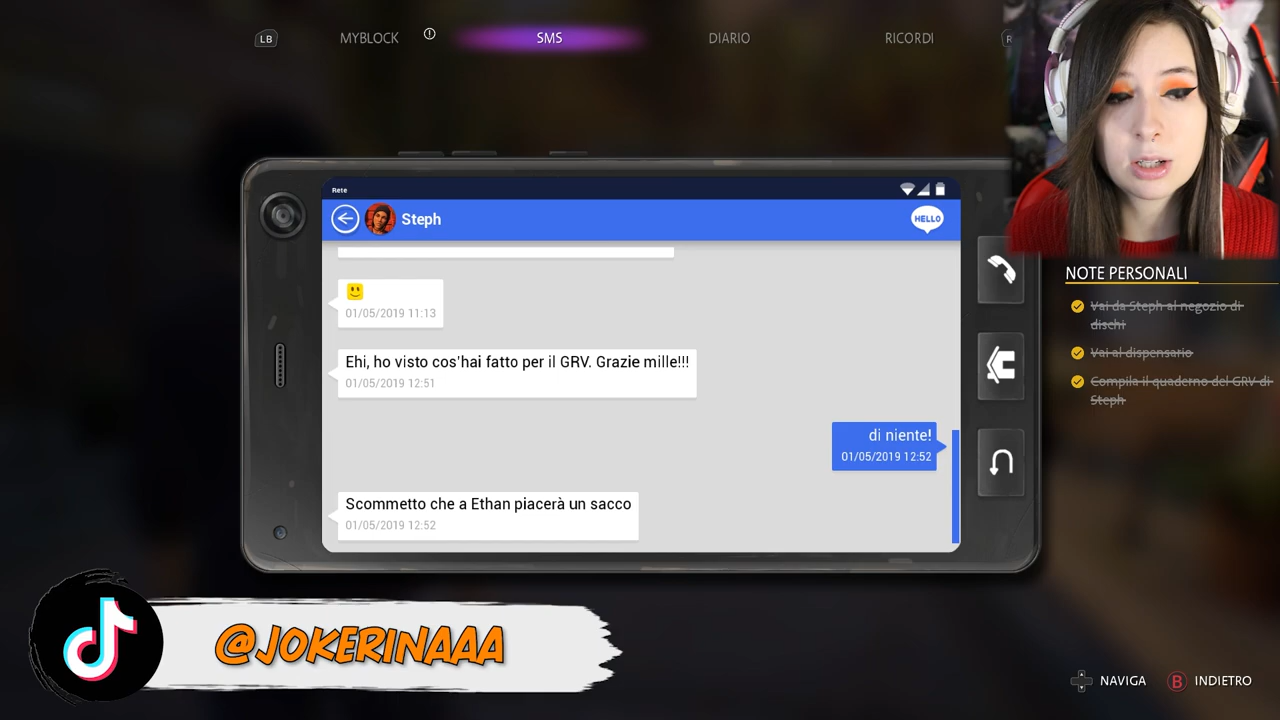 LB
MYBLOCK
SMS
DIARIO
RICORDI
R
Rete
Steph
HELLO
01/05/2019 11:13
Ehi, ho visto cos'hai fatto per il GRV. Grazie mille!!!
01/05/2019 12:51
di niente!
01/05/2019 12:52
Scommetto che a Ethan piacerà un sacco
01/05/2019 12:52
NOTE PERSONALI
Vai da Steph al negozio di
dischi
Vai al dispensario
Compila il quaderno del GRV di
Steph
@JOKERINAAA
NAVIGA
B
INDIETRO